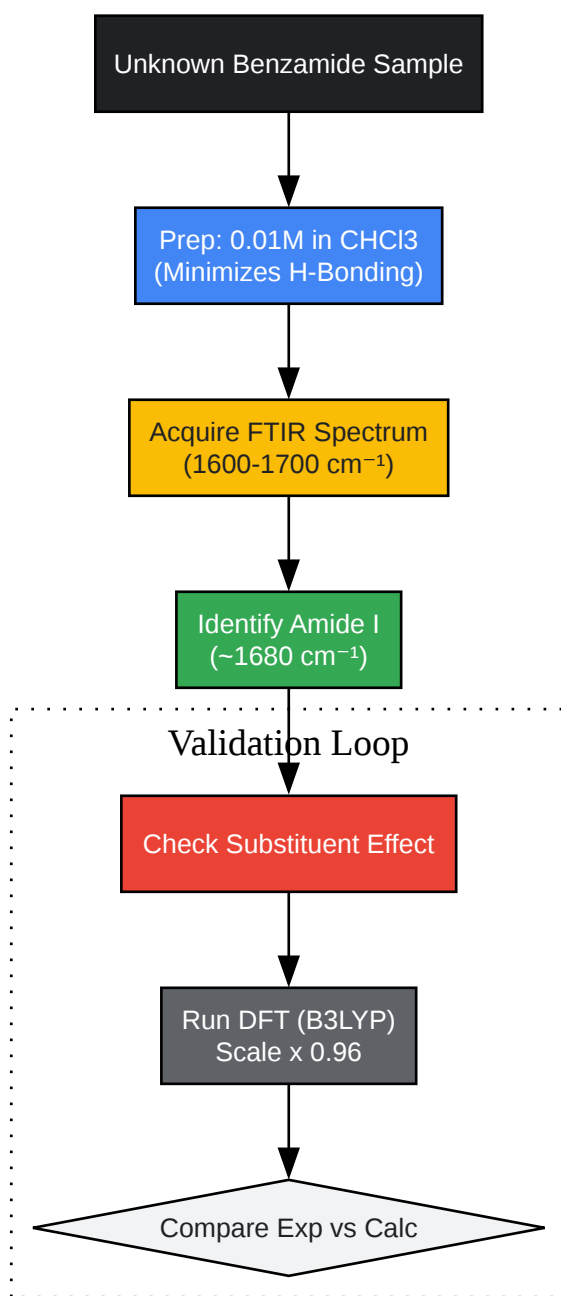 Unknown Benzamide Sample
Prep: 0.01M in CHCl3
(Minimizes H-Bonding)
Acquire FTIR Spectrum
(1600-1700 cm⁻¹)
Identify Amide I
(~1680 cm⁻¹)
Validation Loop
Check Substituent Effect
Run DFT (B3LYP)
Scale x 0.96
Compare Exp vs Calc